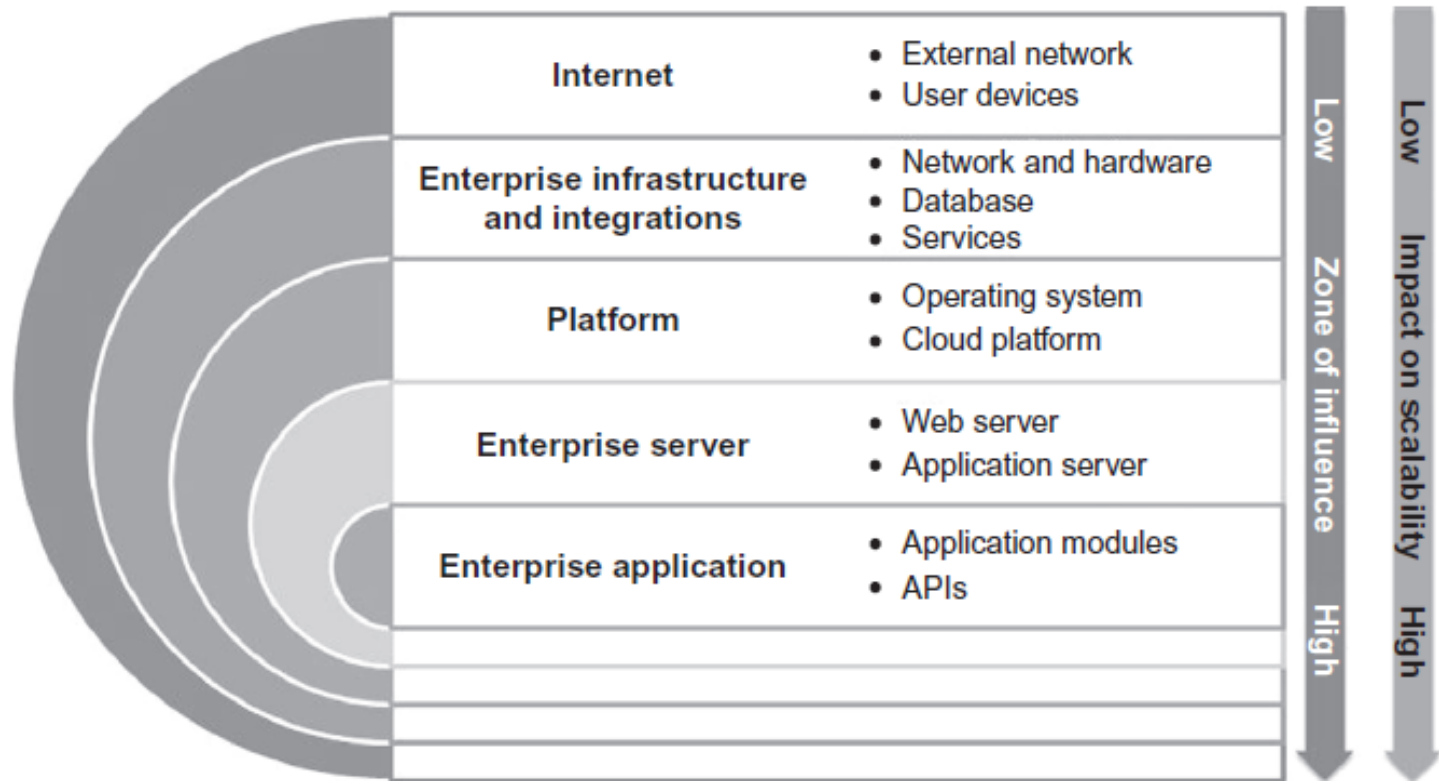 Internet
• External network
• User devices
Enterprise infrastructure
and integrations
• Network and hardware
• Database
• Services
Platform
• Operating system
• Cloud platform
Enterprise server
• Web server
• Application server
Enterprise application
• Application modules
• APIs
Low Zone of influence High
Low Impact on scalability High